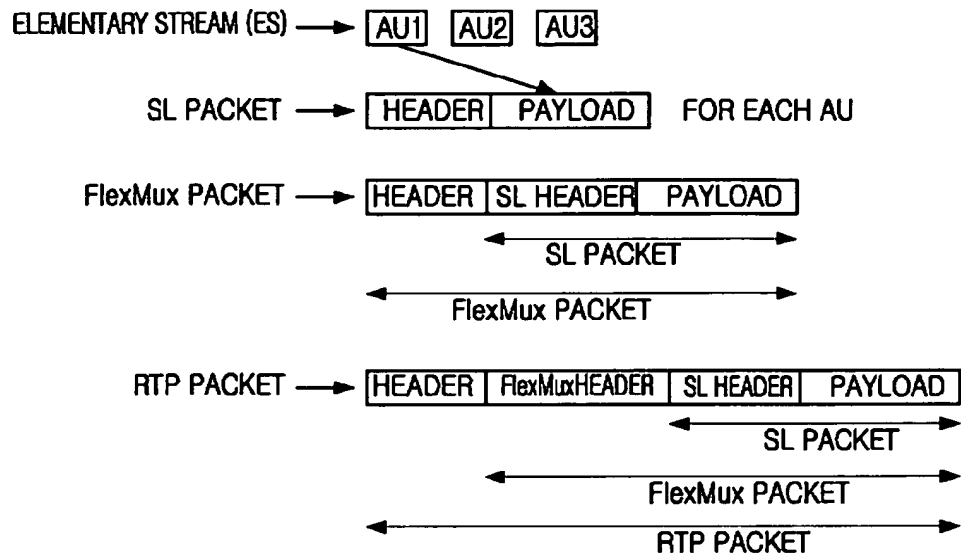 ELEMENTARY STREAM (ES) AU1 AU2 AU3
SL PACKET HEADER PAYLOAD FOR EACH AU
FlexMux PACKET HEADER SL HEADER PAYLOAD
SL PACKET
FlexMux PACKET
RTP PACKET HEADER FlexMuxHEADER SL HEADER PAYLOAD
SL PACKET
FlexMux PACKET
RTP PACKET